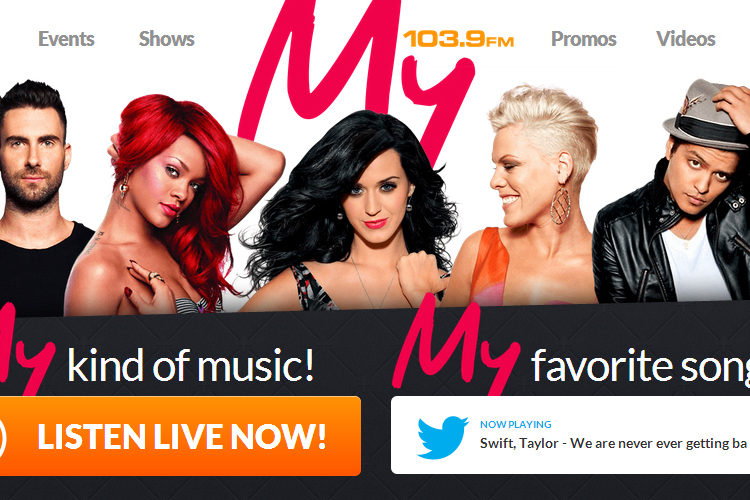 Events
Shows
My
103.9FM
Promos
Videos
My kind of music!
My favorite song
LISTEN LIVE NOW!
NOW PLAYING
Swift, Taylor - We are never ever getting ba